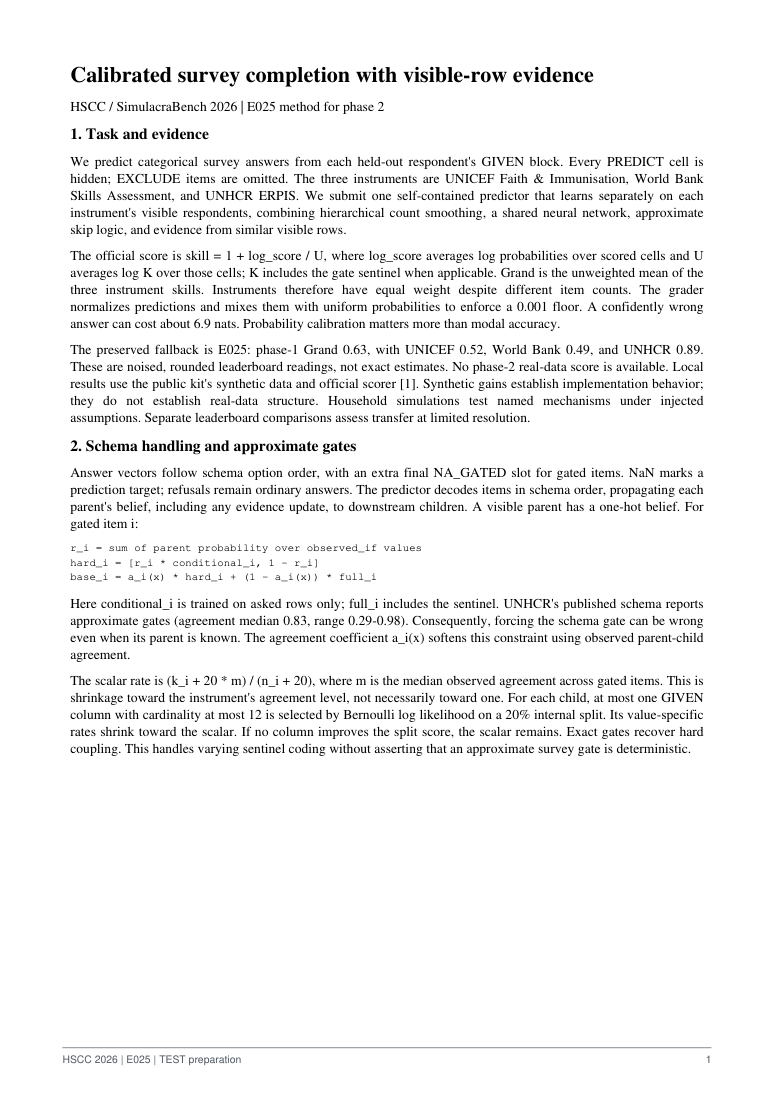 Calibrated survey completion with visible-row evidence
HSCC / SimulacraBench 2026 | E025 method for phase 2
1. Task and evidence
We predict categorical survey answers from each held-out respondent's GIVEN block. Every PREDICT cell is
hidden; EXCLUDE items are omitted. The three instruments are UNICEF Faith & Immunisation, World Bank
Skills Assessment, and UNHCR ERPIS. We submit one self-contained predictor that learns separately on each
instrument's visible respondents, combining hierarchical count smoothing, a shared neural network, approximate
skip logic, and evidence from similar visible rows.
The official score is skill = 1 + log_score / U, where log_score averages log probabilities over scored cells and U
averages log K over those cells; K includes the gate sentinel when applicable. Grand is the unweighted mean of the
three instrument skills. Instruments therefore have equal weight despite different item counts. The grader
normalizes predictions and mixes them with uniform probabilities to enforce a 0.001 floor. A confidently wrong
answer can cost about 6.9 nats. Probability calibration matters more than modal accuracy.
The preserved fallback is E025: phase-1 Grand 0.63, with UNICEF 0.52, World Bank 0.49, and UNHCR 0.89.
These are noised, rounded leaderboard readings, not exact estimates. No phase-2 real-data score is available. Local
results use the public kit's synthetic data and official scorer [1]. Synthetic gains establish implementation behavior;
they do not establish real-data structure. Household simulations test named mechanisms under injected
assumptions. Separate leaderboard comparisons assess transfer at limited resolution.
2. Schema handling and approximate gates
Answer vectors follow schema option order, with an extra final NA_GATED slot for gated items. NaN marks a
prediction target; refusals remain ordinary answers. The predictor decodes items in schema order, propagating each
parent's belief, including any evidence update, to downstream children. A visible parent has a one-hot belief. For
gated item i:
r_i = sum of parent probability over observed_if values
hard_i = [r_i * conditional_i, 1 - r_i]
base_i = a_i(x) * hard_i + (1 - a_i(x)) * full_i
Here conditional_i is trained on asked rows only; full_i includes the sentinel. UNHCR's published schema reports
approximate gates (agreement median 0.83, range 0.29-0.98). Consequently, forcing the schema gate can be wrong
even when its parent is known. The agreement coefficient a_i(x) softens this constraint using observed parent-child
agreement.
The scalar rate is (k_i + 20 * m) / (n_i + 20), where m is the median observed agreement across gated items. This is
shrinkage toward the instrument's agreement level, not necessarily toward one. For each child, at most one GIVEN
column with cardinality at most 12 is selected by Bernoulli log likelihood on a 20% internal split. Its value-specific
rates shrink toward the scalar. If no column improves the split score, the scalar remains. Exact gates recover hard
coupling. This handles varying sentinel coding without asserting that an approximate survey gate is deterministic.
HSCC 2026 | E025 | TEST preparation
1